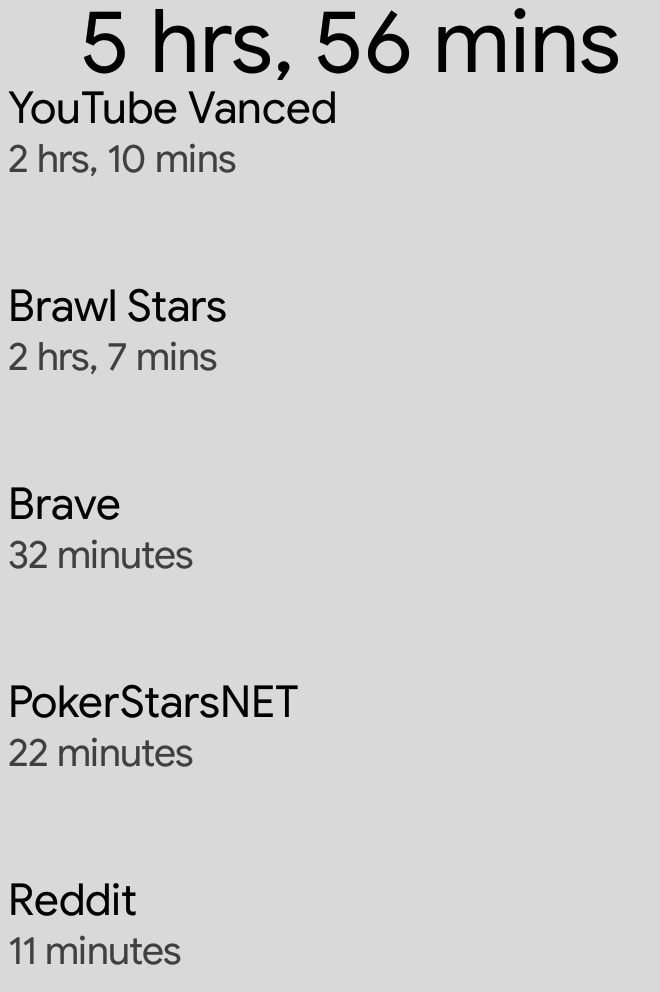 5 hrs, 56 mins
YouTube Vanced
2 hrs, 10 mins
Brawl Stars
2 hrs, 7 mins
Brave
32 minutes
PokerStarsNET
22 minutes
Reddit
11 minutes